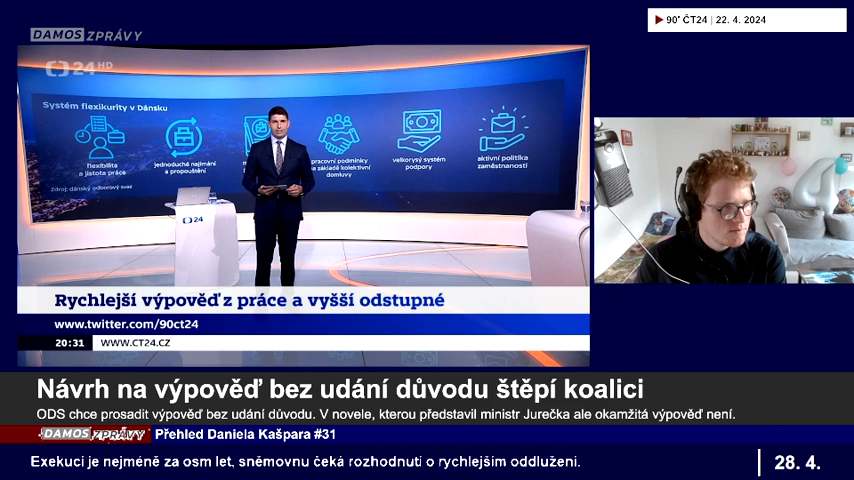 DAMOS ZPRÁVY
90' ČT24 | 22. 4. 2024
24 HD
Systém flexikurity v Dánsku
flexibilita
a jistota práce
jednoduché najímání
a propouštění
pracovní podmínky
na základě kolektivní
domluvy
velkorysý systém
podpory
aktivní politika
zaměstnanosti
Zdroj: dánský odborový svaz
24
Rychlejší výpověď z práce a vyšší odstupné
www.twitter.com/90ct24
20:31 WWW.CT24.CZ
Návrh na výpověď bez udání důvodu štěpí koalici
ODS chce prosadit výpověď bez udání důvodu. V novele, kterou představil ministr Jurečka ale okamžitá výpověď není.
DAMOS ZPRÁVY Přehled Daniela Kašpara #31
Exekucí je nejméně za osm let, sněmovnu čeká rozhodnutí o rychlejším oddlužení.
28. 4.